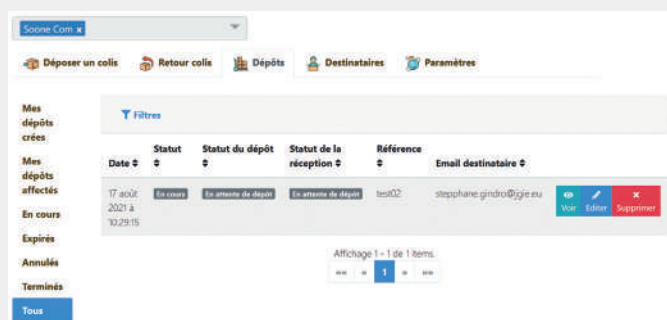 Soone Com x
Déposer un colis Retour colis Dépôts Destinataires Paramètres
Mes
dépôts
crées
Mes
dépôts
affectés
En cours
Expirés
Annulés
Terminés
Tous
Filtres
Date Statut Statut du dépôt Statut de la réception Référence Email destinataire
17 août
2021 à
10:29:15
En cours En attente de dépôt En attente de dépôt test02 stepphane.gindro@jgie.eu Voir Editer Supprimer
Affichage 1 - 1 de 1 items.
«« « 1 » »»